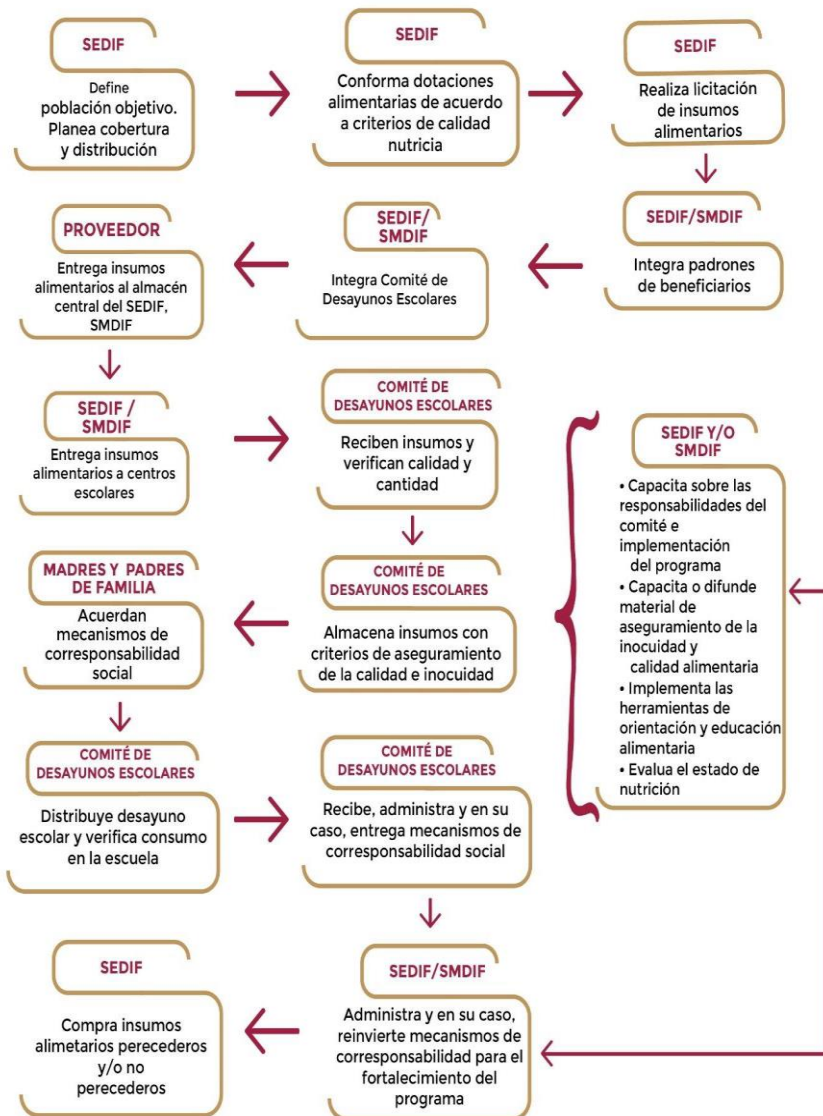 SEDIF
Define
población objetivo.
Planea cobertura
y distribución
SEDIF
Conforma dotaciones
alimentarias de acuerdo
a criterios de calidad
nutricia
SEDIF
Realiza licitación
de insumos
alimentarios
SEDIF/SMDIF
Integra padrones
de beneficiarios
SEDIF/
SMDIF
Integra Comité de
Desayunos Escolares
PROVEEDOR
Entrega insumos
alimentarios al almacén
central del SEDIF,
SMDIF
SEDIF /
SMDIF
Entrega insumos
alimentarios a centros
escolares
COMITÉ DE
DESAYUNOS ESCOLARES
Reciben insumos y
verifican calidad y
cantidad
COMITÉ DE
DESAYUNOS ESCOLARES
Almacena insumos con
criterios de aseguramiento
de la calidad e inocuidad
MADRES Y PADRES
DE FAMILIA
Acuerdan
mecanismos de
corresponsabilidad
social
COMITÉ DE
DESAYUNOS ESCOLARES
Distribuye desayuno
escolar y verifica consumo
en la escuela
COMITÉ DE
DESAYUNOS ESCOLARES
Recibe, administra y en su
caso, entrega mecanismos de
corresponsabilidad social
SEDIF Y/O
SMDIF
• Capacita sobre las
responsabilidades del
comité e
implementación
del programa
• Capacita o difunde
material de
aseguramiento de la
inocuidad y
calidad alimentaria
• Implementa las
herramientas de
orientación y educación
alimentaria
• Evalua el estado de
nutrición
SEDIF/SMDIF
Administra y en su caso,
reinvierte mecanismos de
corresponsabilidad para el
fortalecimiento del
programa
SEDIF
Compra insumos
alimetarios perecederos
y/o no
perecederos